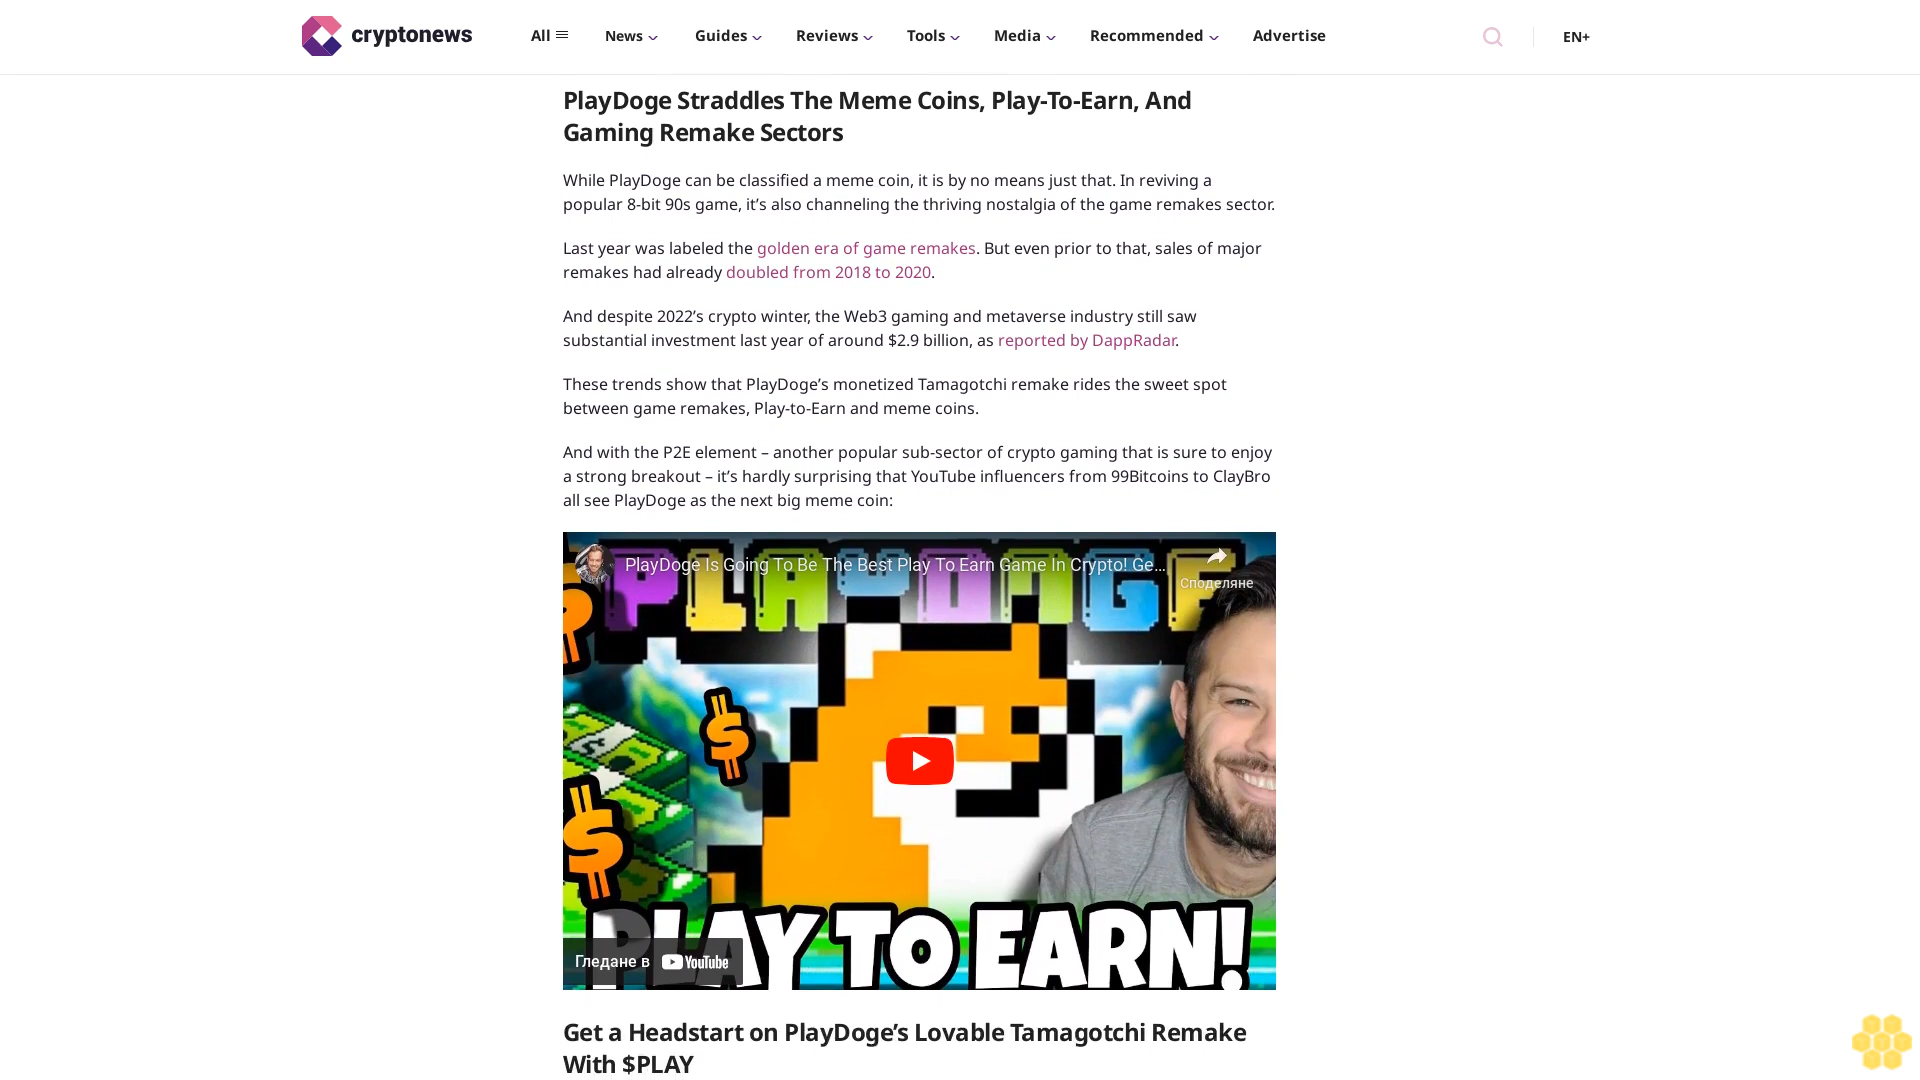 cryptonews
All
News
Guides
Reviews
Tools
Media
Recommended
Advertise
EN+
PlayDoge Straddles The Meme Coins, Play-To-Earn, And
Gaming Remake Sectors
While PlayDoge can be classified a meme coin, it is by no means just that. In reviving a
popular 8-bit 90s game, it’s also channeling the thriving nostalgia of the game remakes sector.
Last year was labeled the golden era of game remakes. But even prior to that, sales of major
remakes had already doubled from 2018 to 2020.
And despite 2022’s crypto winter, the Web3 gaming and metaverse industry still saw
substantial investment last year of around $2.9 billion, as reported by DappRadar.
These trends show that PlayDoge’s monetized Tamagotchi remake rides the sweet spot
between game remakes, Play-to-Earn and meme coins.
And with the P2E element – another popular sub-sector of crypto gaming that is sure to enjoy
a strong breakout – it’s hardly surprising that YouTube influencers from 99Bitcoins to ClayBro
all see PlayDoge as the next big meme coin:
PlayDoge Is Going To Be The Best Play To Earn Game In Crypto! Ge...
Споделяне
PLAYDOGE
PLAY TO EARN!
Гледане в YouTube
Get a Headstart on PlayDoge’s Lovable Tamagotchi Remake
With $PLAY